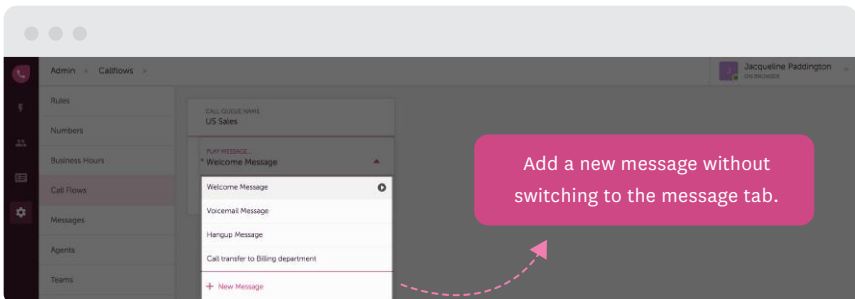 Admin > Callflows >
Jacqueline Paddington
ON BROWSER
Rules
Numbers
Business Hours
Call Flows
Messages
Agents
Teams
CALL QUEUE NAME
US Sales
PLAY MESSAGE...
* Welcome Message
Welcome Message
Voicemail Message
Hangup Message
Call transfer to Billing department
+ New Message
Add a new message without
switching to the message tab.